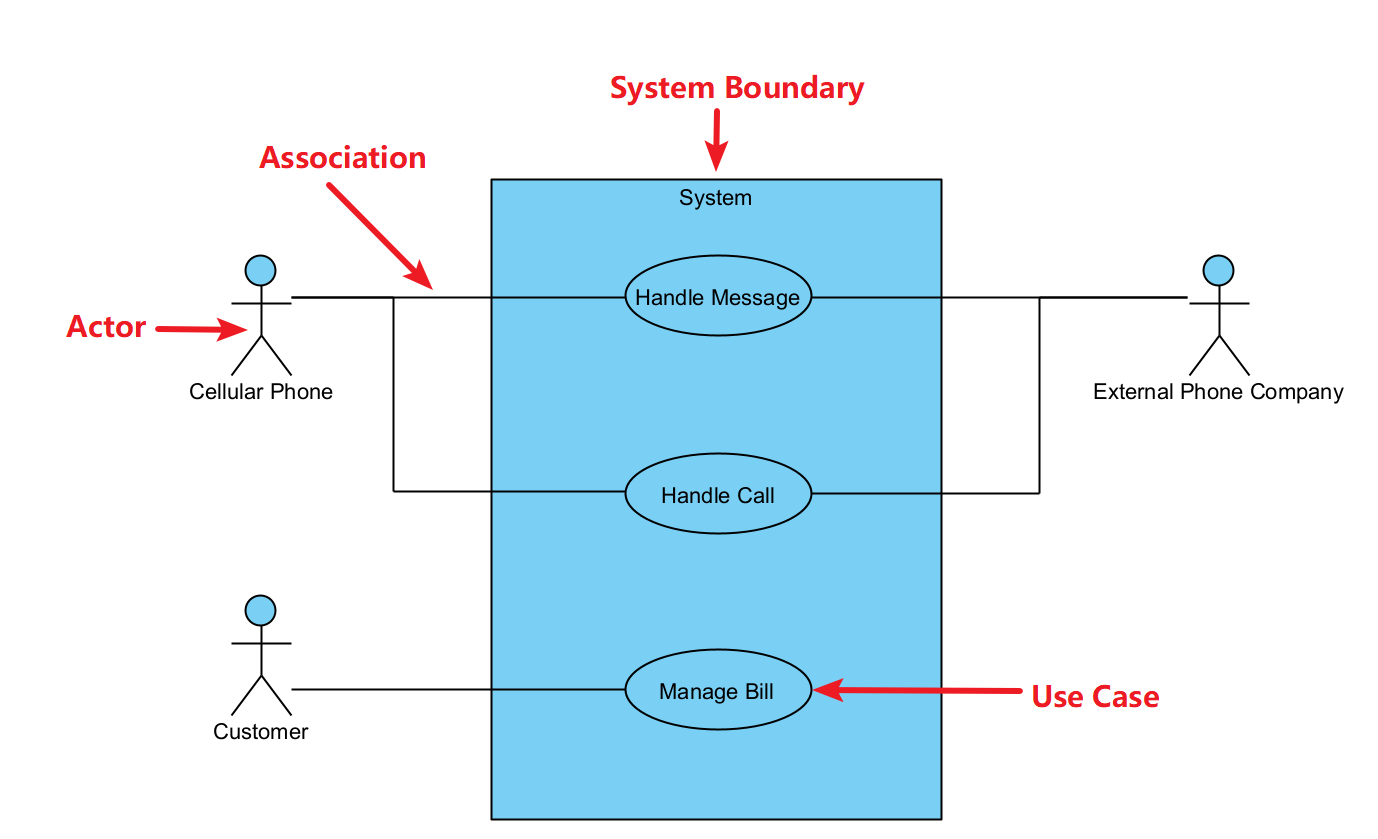 System Boundary
Association
System
Handle Message
Actor
Cellular Phone
External Phone Company
Handle Call
Manage Bill
Use Case
Customer